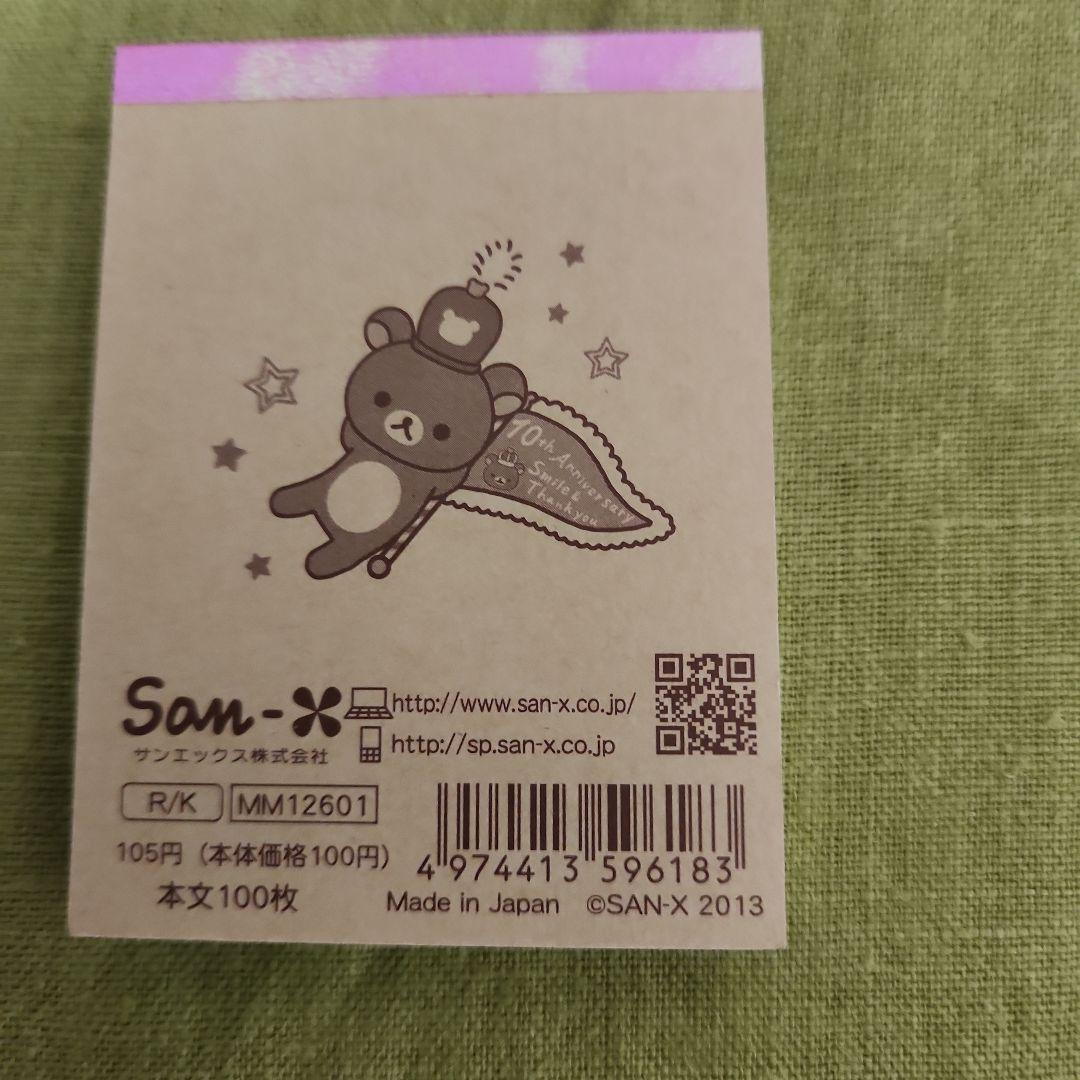 10th Anniversary
Smile &
Thank you
San-X
http://www.san-x.co.jp/
サンエックス株式会社
http://sp.san-x.co.jp
R/K
MM12601
105円（本体価格100円）
本文100枚
4 974413 596183
Made in Japan ©SAN-X 2013